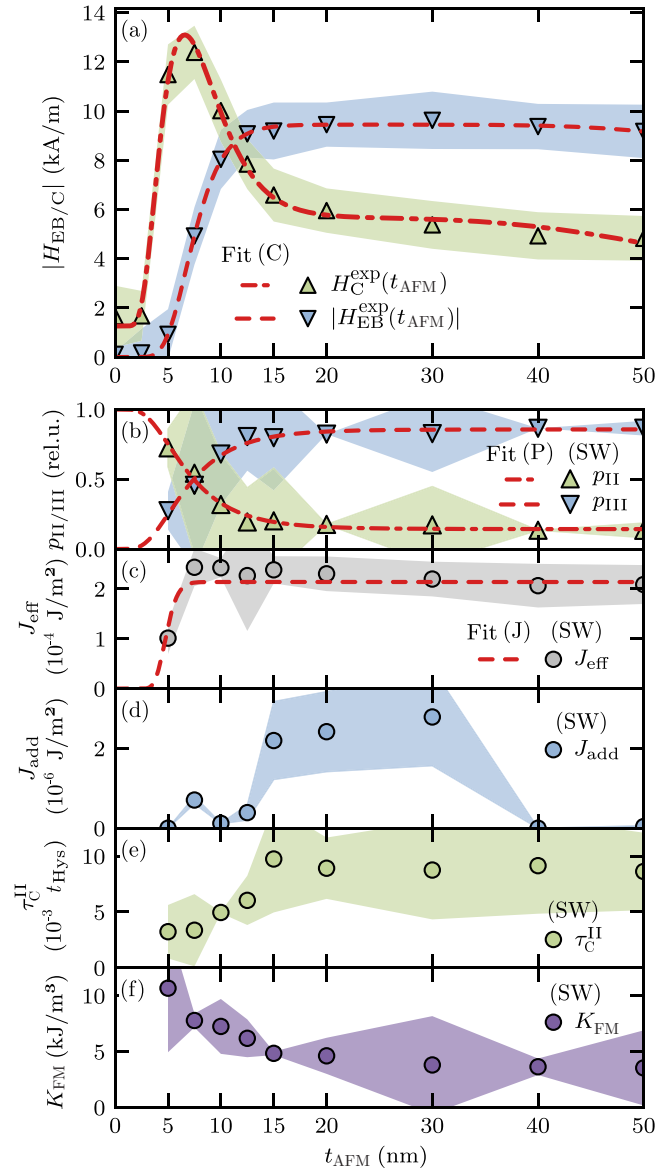 (a)
14
12
10
8
6
4
2
0
|H_EB/C| (kA/m)
Fit (C)
H_C^exp(t_AFM)
|H_EB^exp(t_AFM)|
0 5 10 15 20 30 40 50
(b)
1.0
0.5
0.0
p_II/III (rel.u.)
Fit (P) (SW)
p_II
p_III
(c)
2
1
0
J_eff
(10⁻⁴ J/m²)
Fit (J) (SW)
J_eff
(d)
2
0
J_add
(10⁻⁶ J/m²)
(SW)
J_add
(e)
10
5
0
τ_C^II
(10⁻³ t_Hys)
(SW)
τ_C^II
(f)
10
5
0
K_FM (kJ/m³)
(SW)
K_FM
0 5 10 15 20 30 40 50
t_AFM (nm)